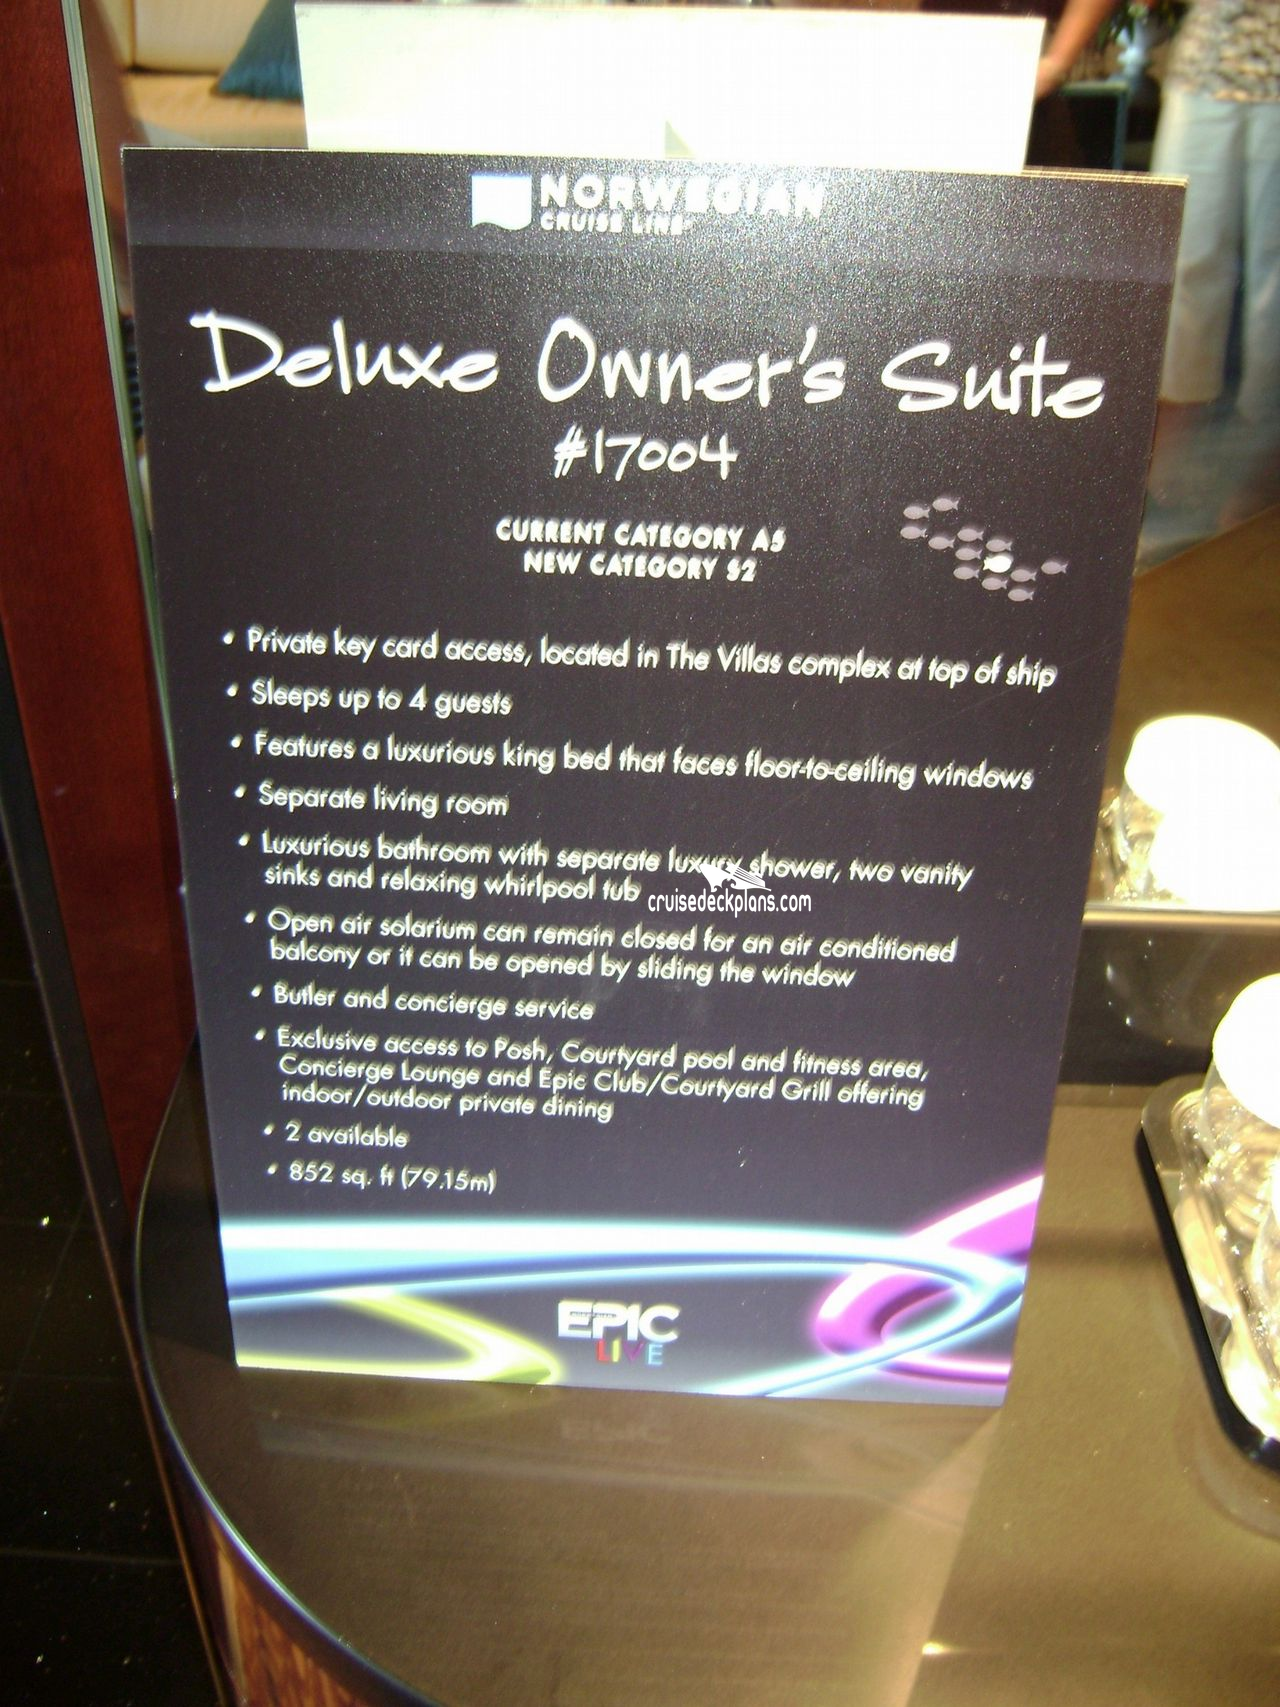 NORWEGIAN
CRUISE LINE
Deluxe Owner's Suite
#17004
CURRENT CATEGORY A5
NEW CATEGORY S2
• Private key card access, located in The Villas complex at top of ship
• Sleeps up to 4 guests
• Features a luxurious king bed that faces floor-to-ceiling windows
• Separate living room
• Luxurious bathroom with separate luxury shower, two vanity
sinks and relaxing whirlpool tub
cruisedeckplans.com
• Open air solarium can remain closed for an air conditioned
balcony or it can be opened by sliding the window
• Butler and concierge service
• Exclusive access to Posh, Courtyard pool and fitness area,
Concierge Lounge and Epic Club/Courtyard Grill offering
indoor/outdoor private dining
• 2 available
• 852 sq. ft (79.15m)
EPIC
LIVE